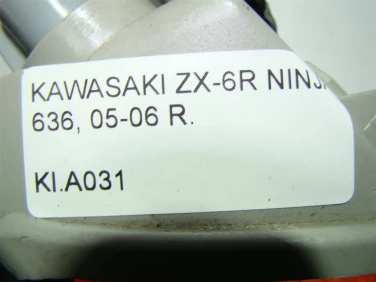 KAWASAKI ZX-6R NINJ
636, 05-06 R.
KI.A031